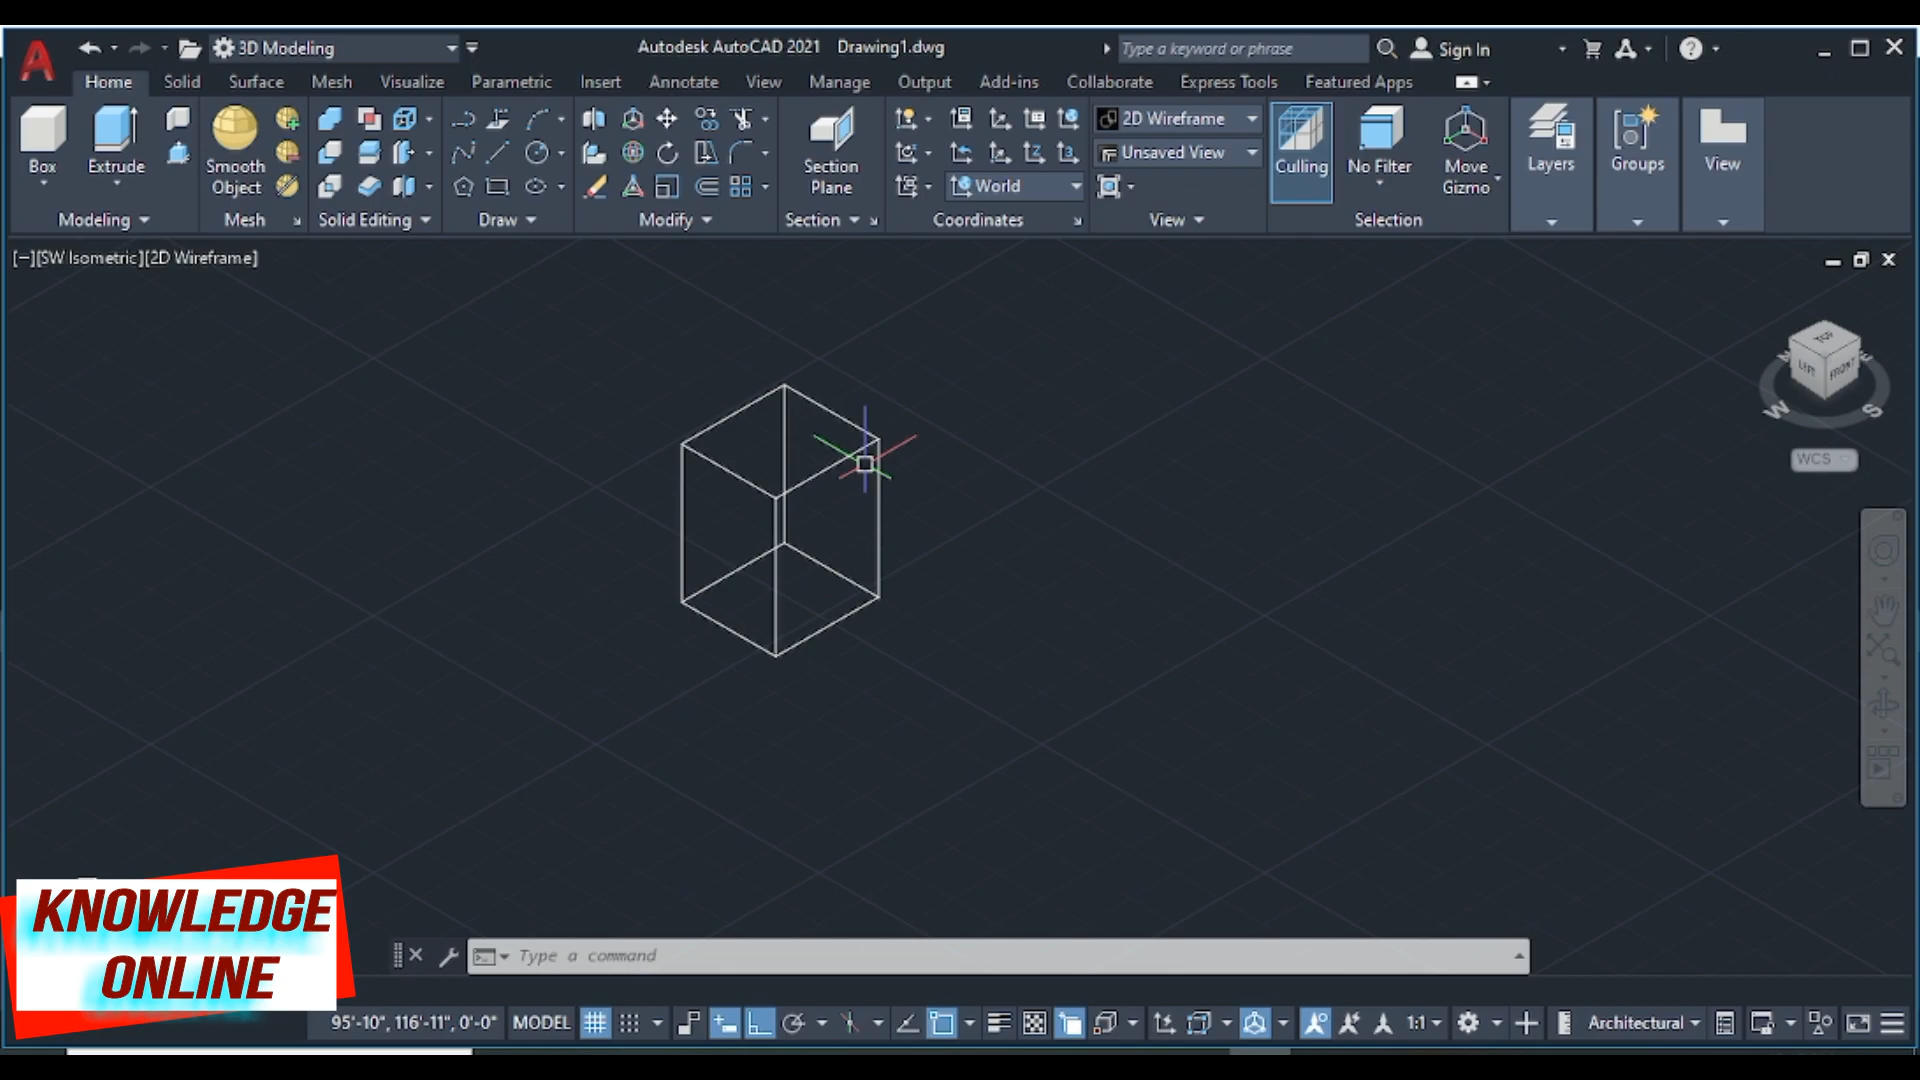 3D Modeling
Autodesk AutoCAD 2021 Drawing1.dwg
Type a keyword or phrase
Sign In
Home Solid Surface Mesh Visualize Parametric Insert Annotate View Manage Output Add-ins Collaborate Express Tools Featured Apps
Box
Extrude
Smooth
Object
Section
Plane
2D Wireframe
Unsaved View
World
Culling
No Filter
Move
Gizmo
Layers
Groups
View
Modeling
Mesh
Solid Editing
Draw
Modify
Section
Coordinates
View
Selection
[−][SW Isometric][2D Wireframe]
TOP
LEFT
FRONT
W
S
WCS
KNOWLEDGE
ONLINE
Type a command
95'-10", 116'-11", 0'-0"
MODEL
1:1
Architectural